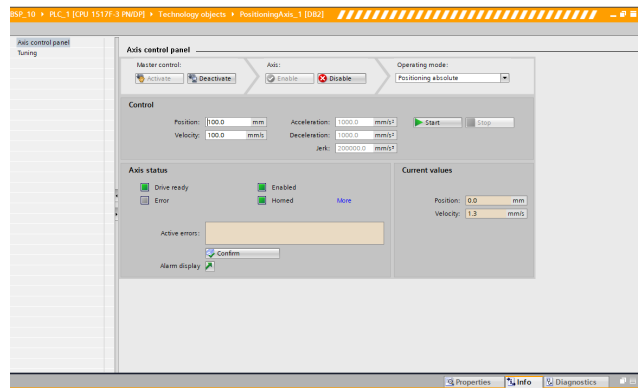 BSP_10 ▸ PLC_1 [CPU 1517F-3 PN/DP] ▸ Technology objects ▸ PositioningAxis_1 [DB2]
Axis control panel
Tuning
Axis control panel
Master control: Axis: Operating mode:
Activate Deactivate Enable Disable Positioning absolute
Control
Position: 100.0 mm Acceleration: 1000.0 mm/s² Start Stop
Velocity: 100.0 mm/s Deceleration: 1000.0 mm/s²
Jerk: 200000.0 mm/s³
Axis status Current values
Drive ready Enabled
Error Homed More Position: 0.0 mm
Velocity: 1.3 mm/s
Active errors:
Confirm
Alarm display
Properties Info Diagnostics